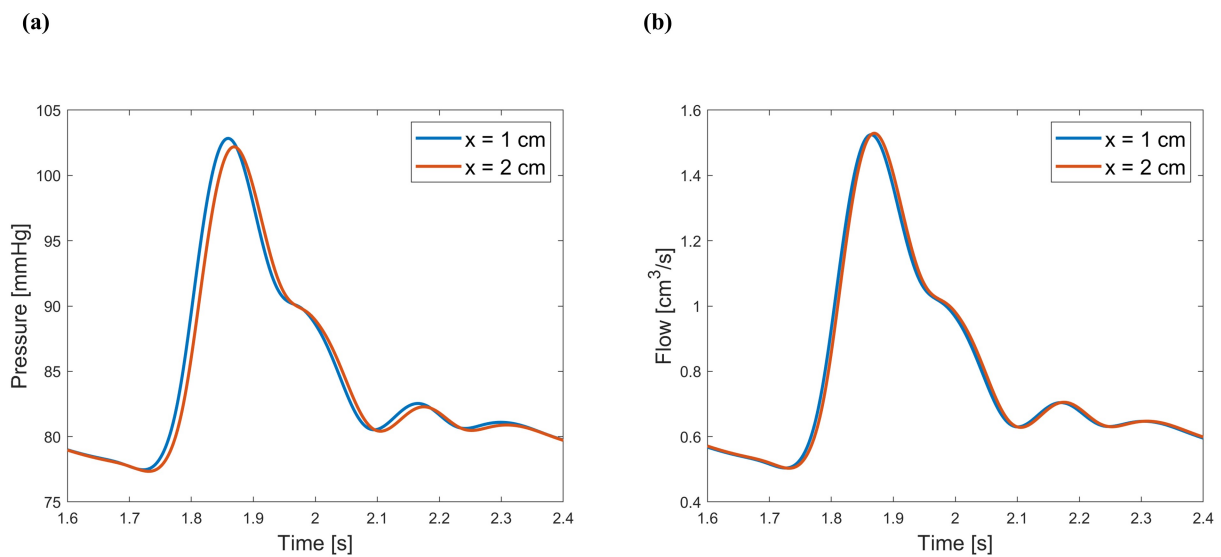 (a)
105
100
95
90
85
80
75
1.6 1.7 1.8 1.9 2 2.1 2.2 2.3 2.4
Pressure [mmHg]
Time [s]
x = 1 cm
x = 2 cm
(b)
1.6
1.4
1.2
1
0.8
0.6
0.4
1.6 1.7 1.8 1.9 2 2.1 2.2 2.3 2.4
Flow [cm³/s]
Time [s]
x = 1 cm
x = 2 cm